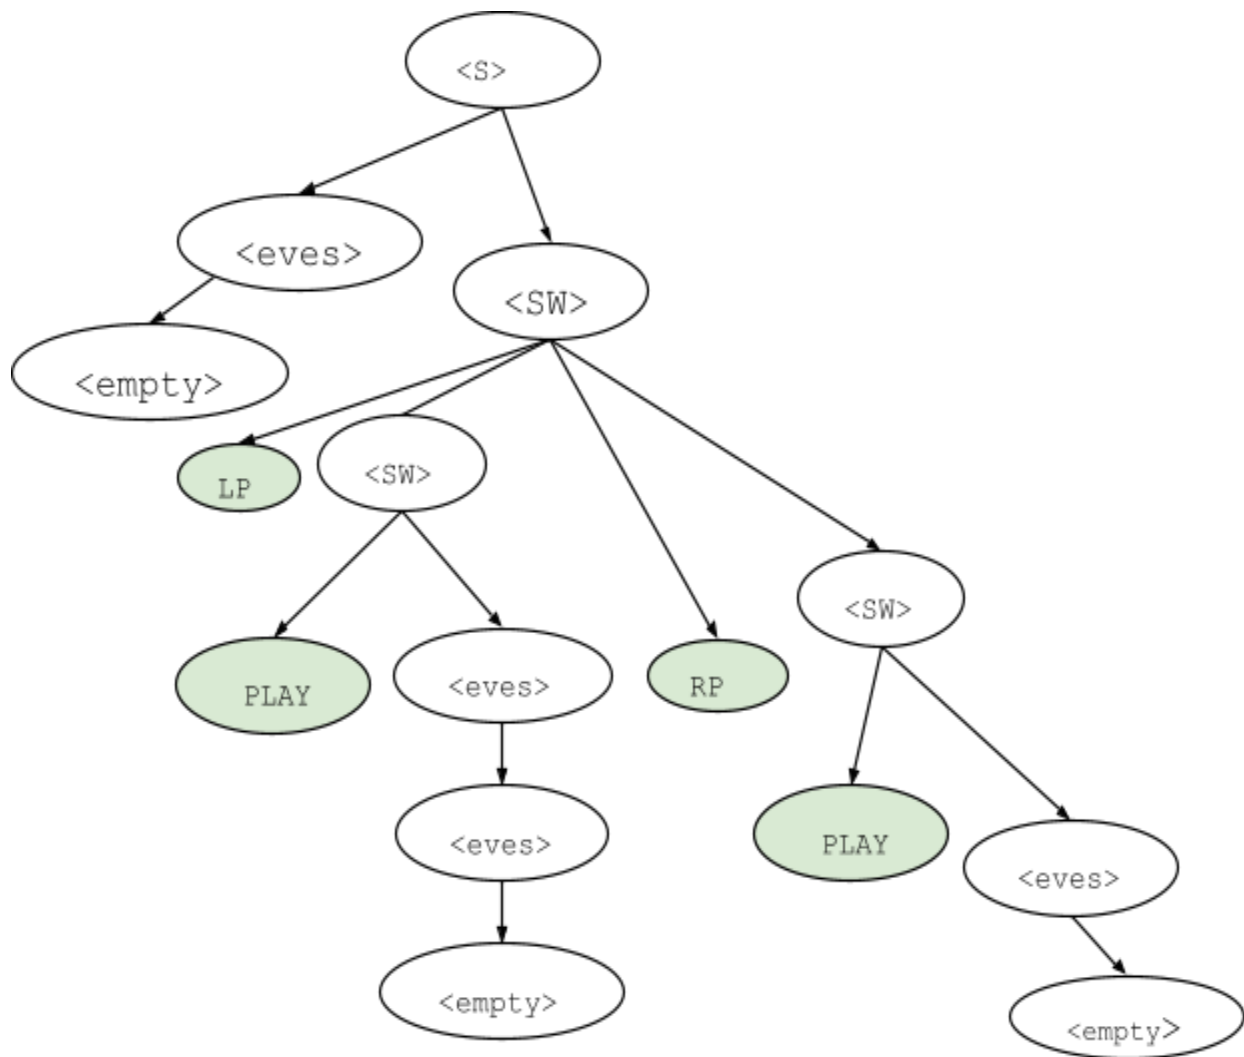 <S>
<eves>
<SW>
<empty>
LP
<SW>
<SW>
PLAY
<eves>
RP
<eves>
PLAY
<eves>
<empty>
<empty>